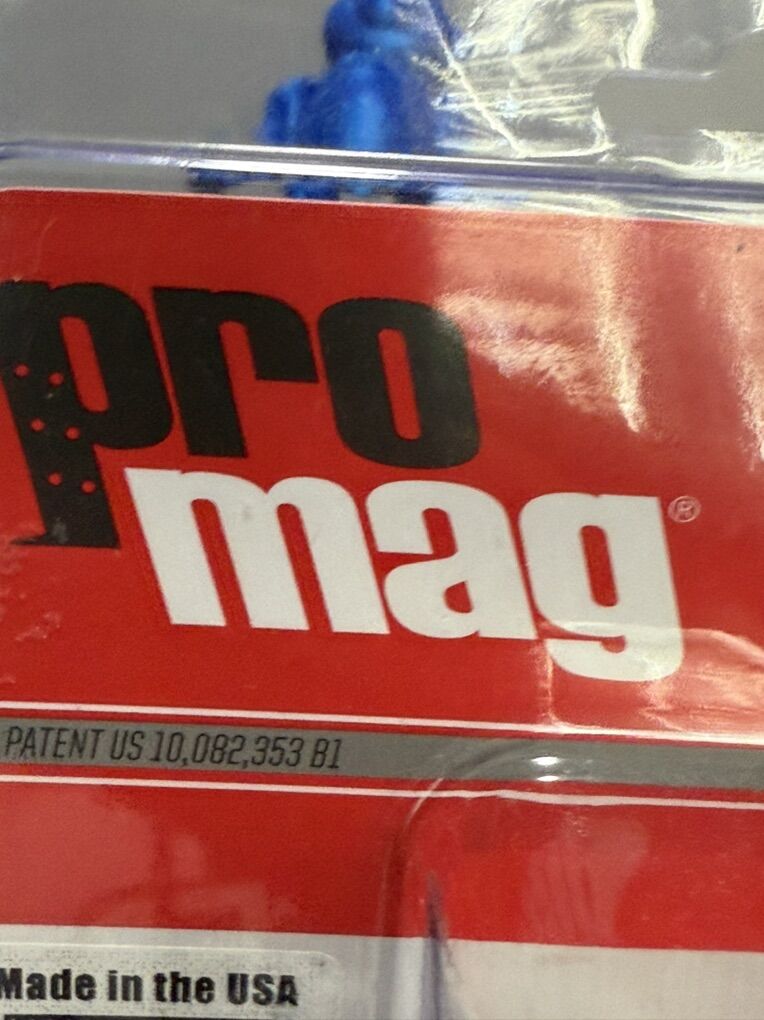 pro
mag®
PATENT US 10,082,353 B1
Made in the USA